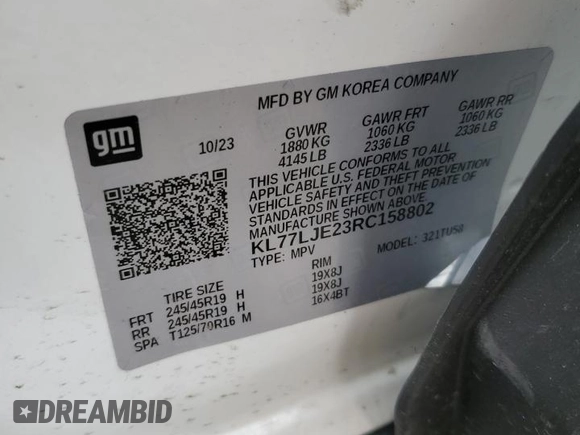 MFD BY GM KOREA COMPANY
gm
10/23
GVWR GAWR FRT GAWR RR
1880 KG 1060 KG 1060 KG
4145 LB 2336 LB 2336 LB
THIS VEHICLE CONFORMS TO ALL
APPLICABLE U.S. FEDERAL MOTOR
VEHICLE SAFETY AND THEFT PREVENTION
STANDARDS IN EFFECT ON THE DATE OF
MANUFACTURE SHOWN ABOVE.
KL77LJE23RC158802
TYPE: MPV MODEL: 321TU58
TIRE SIZE RIM
FRT 245/45R19 H 19X8J
RR 245/45R19 H 19X8J
SPA T125/70R16 M 16X4BT
DREAMBID